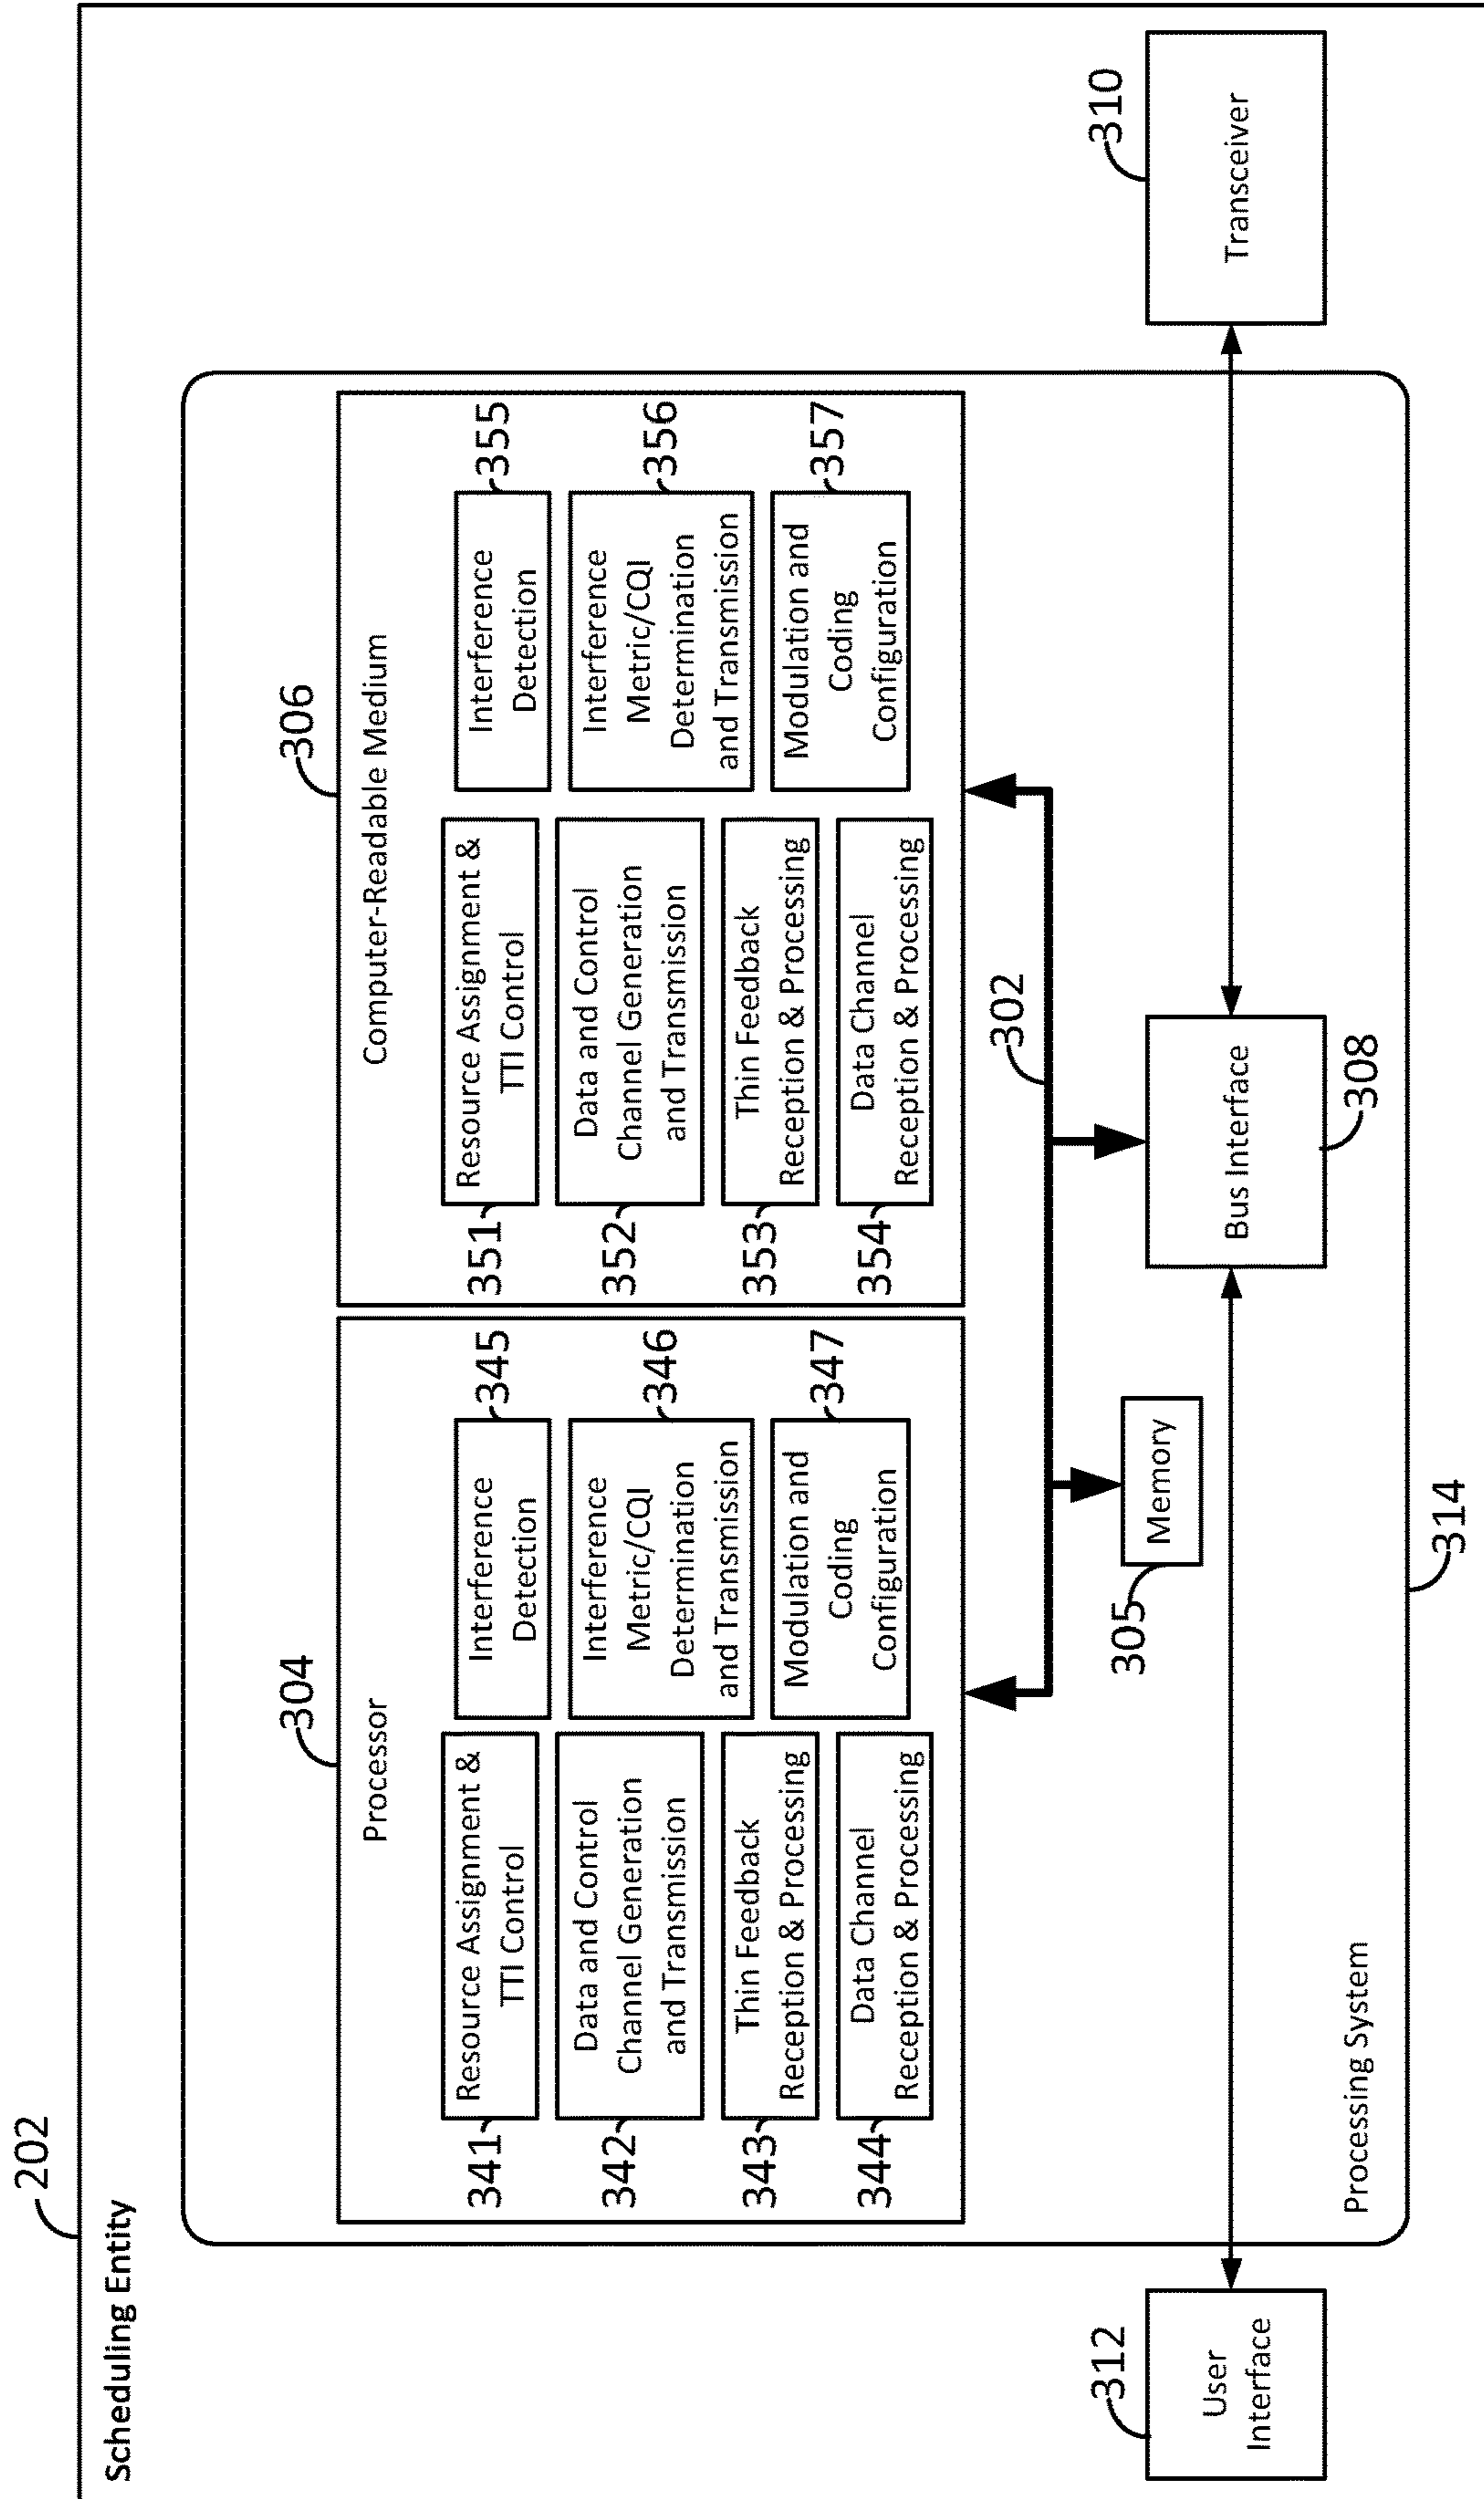 202
Scheduling Entity
304
Processor
341
Resource Assignment &
TTI Control
342
Data and Control
Channel Generation
and Transmission
343
Thin Feedback
Reception & Processing
344
Data Channel
Reception & Processing
345
Interference
Detection
346
Interference
Metric/CQI
Determination
and Transmission
347
Modulation and
Coding
Configuration
306
Computer-Readable Medium
351
Resource Assignment &
TTI Control
352
Data and Control
Channel Generation
and Transmission
353
Thin Feedback
Reception & Processing
354
Data Channel
Reception & Processing
355
Interference
Detection
356
Interference
Metric/CQI
Determination
and Transmission
357
Modulation and
Coding
Configuration
302
305
Memory
312
User
Interface
Bus Interface
308
310
Transceiver
Processing System
314